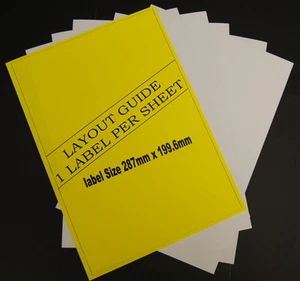 LAYOUT GUIDE
1 LABEL PER SHEET
label Size 287mm x 199.6mm